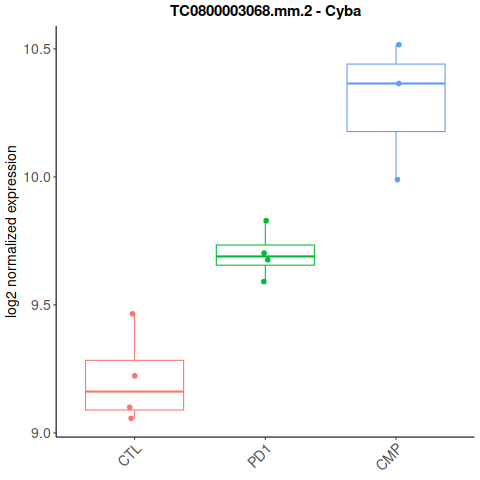 TC0800003068.mm.2 - Cyba
log2 normalized expression
10.5
10.0
9.5
9.0
CTL
PD1
CMP